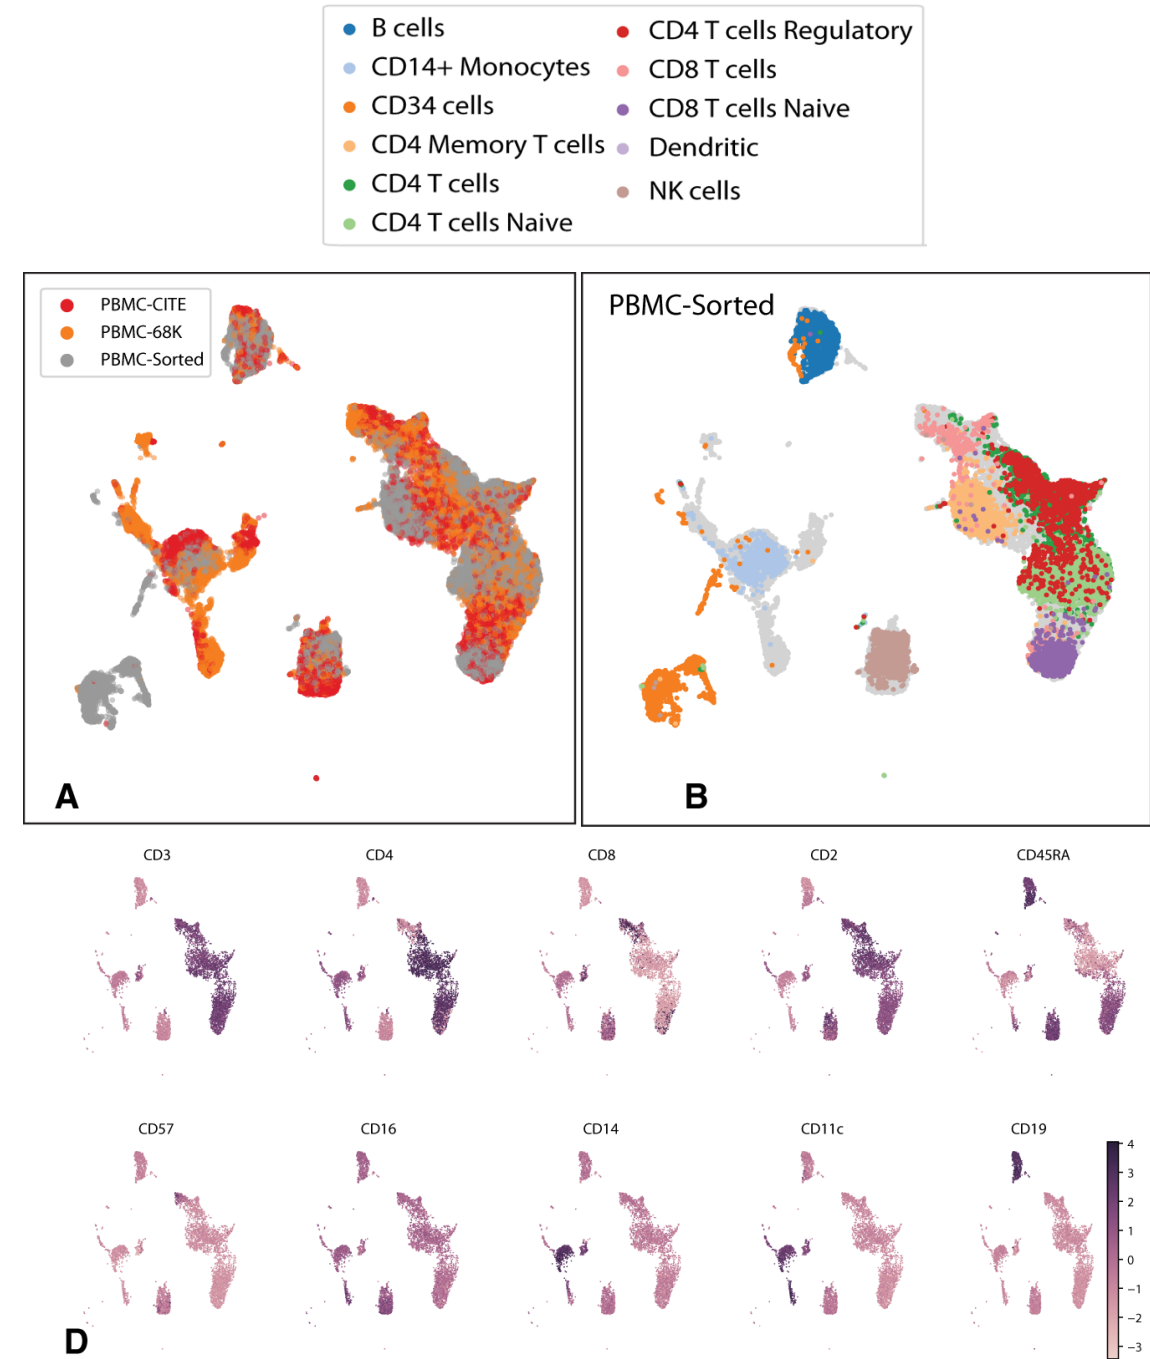 B cells
CD14+ Monocytes
CD34 cells
CD4 Memory T cells
CD4 T cells
CD4 T cells Naive
CD4 T cells Regulatory
CD8 T cells
CD8 T cells Naive
Dendritic
NK cells
PBMC-CITE
PBMC-68K
PBMC-Sorted
A
PBMC-Sorted
B
CD3
CD4
CD8
CD2
CD45RA
CD57
CD16
CD14
CD11c
CD19
4
3
2
1
0
−1
−2
−3
D